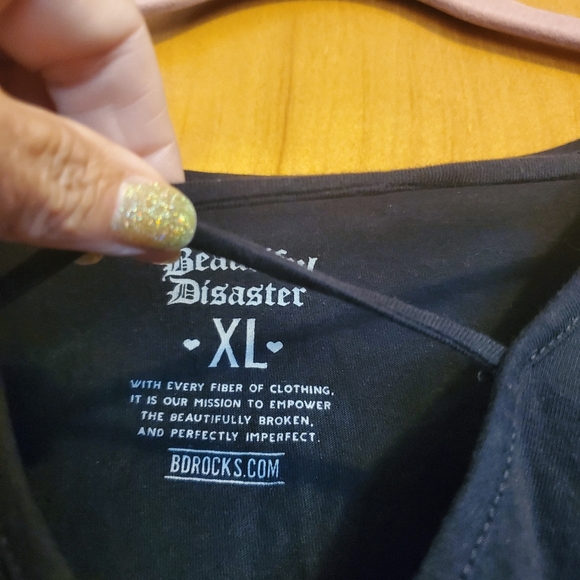 Beautiful
Disaster
XL
WITH EVERY FIBER OF CLOTHING,
IT IS OUR MISSION TO EMPOWER
THE BEAUTIFULLY BROKEN,
AND PERFECTLY IMPERFECT.
BDROCKS.COM